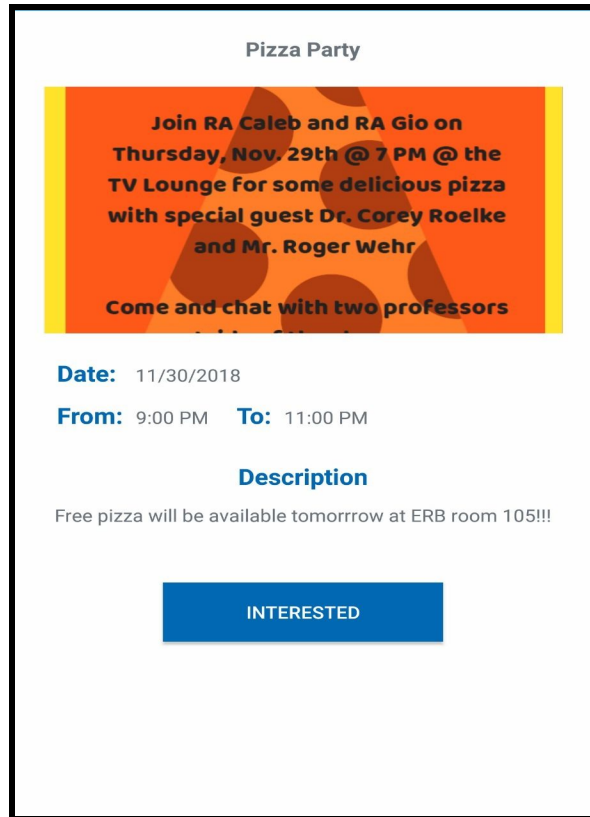 Pizza Party
Join RA Caleb and RA Gio on
Thursday, Nov. 29th @ 7 PM @ the
TV Lounge for some delicious pizza
with special guest Dr. Corey Roelke
and Mr. Roger Wehr
Come and chat with two professors
Date: 11/30/2018
From: 9:00 PM To: 11:00 PM
Description
Free pizza will be available tomorrrow at ERB room 105!!!
INTERESTED